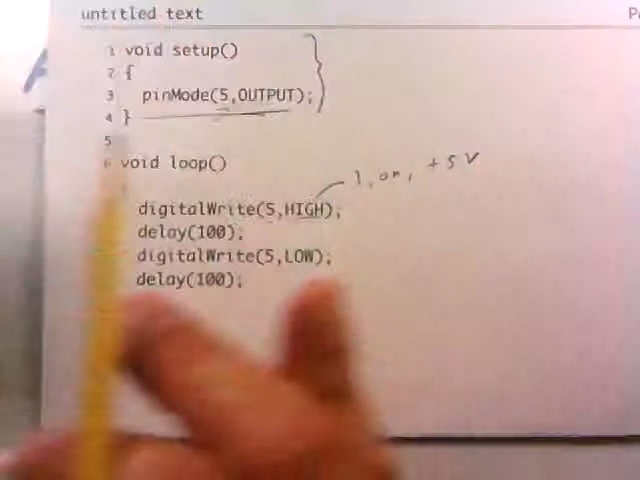 untitled text
1 void setup()
2 {
3 pinMode(5,OUTPUT);
4 }
5
6 void loop()
1, on, +5V
digitalWrite(5,HIGH);
delay(100);
digitalWrite(5,LOW);
delay(100);